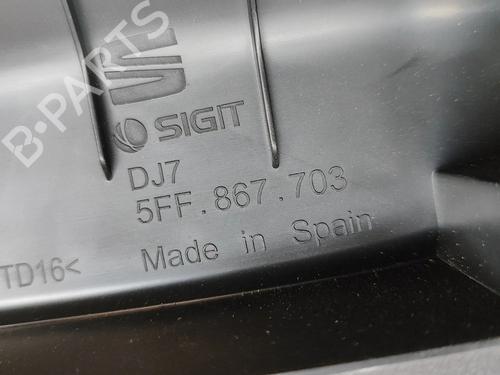 B-PARTS
SIGIT
DJ7
5FF.867.703
Made in Spain
TD16<